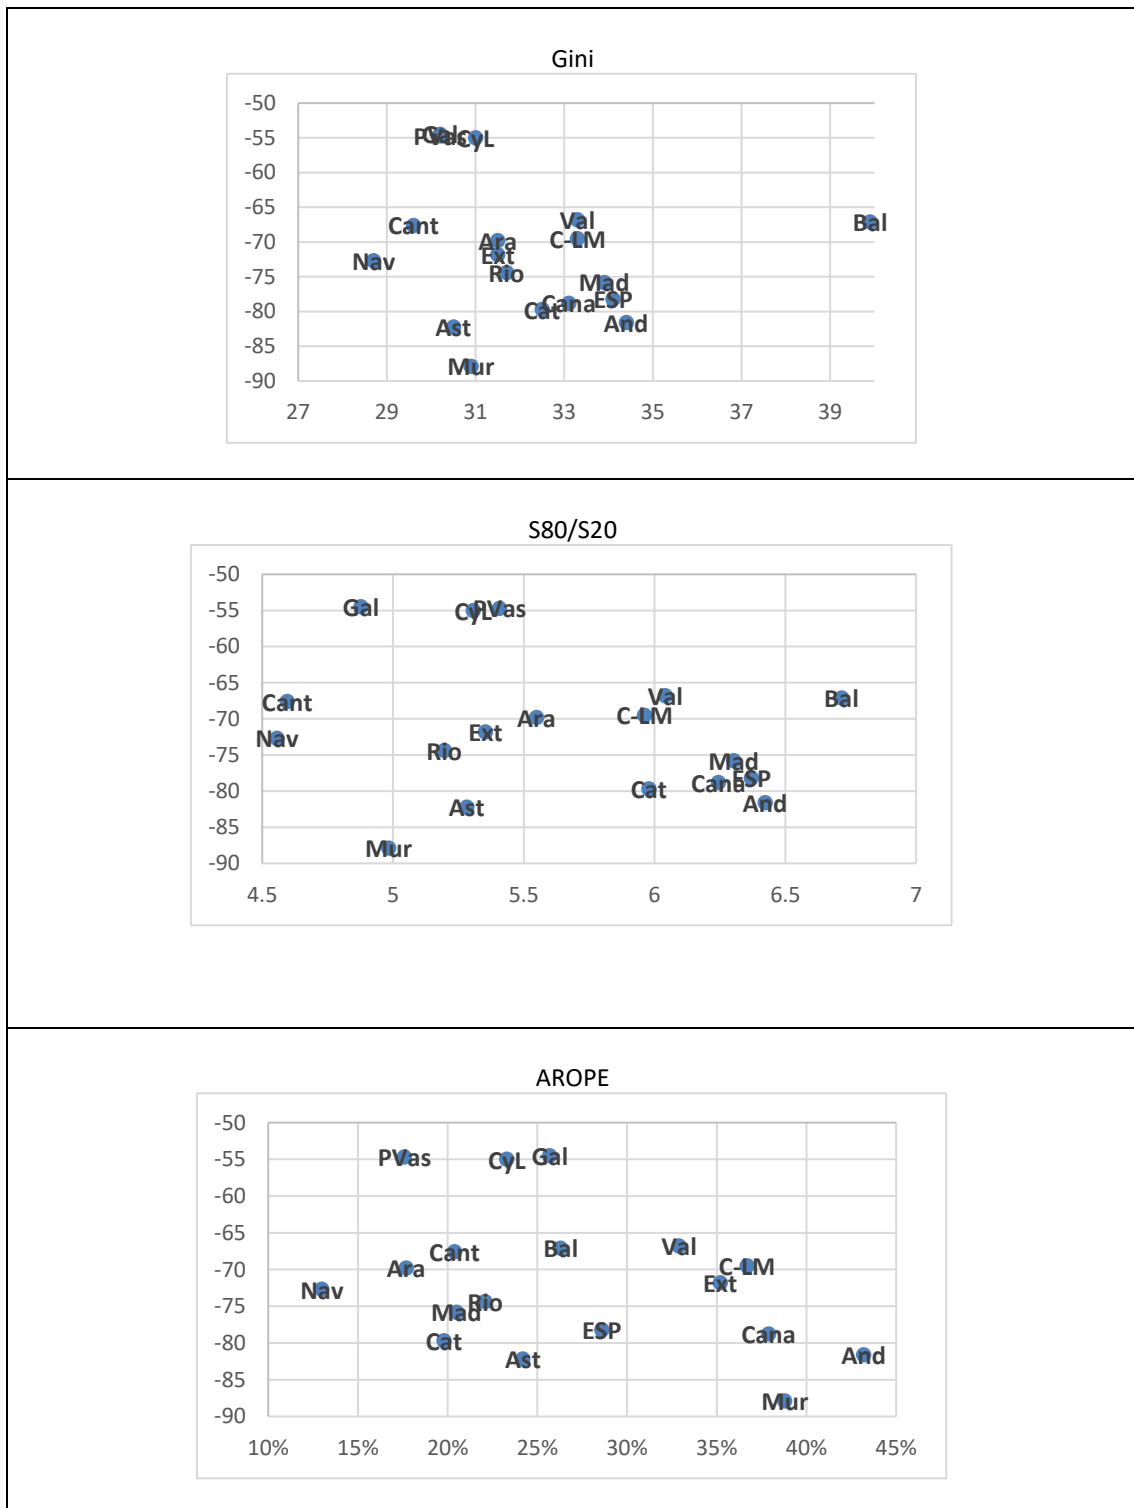 Gini
-50
-55
-60
-65
-70
-75
-80
-85
-90
Gal
PVas
CyL
Cant
Val
Bal
Ara
C-LM
Ext
Nav
Rio
Mad
Cana
ESP
Cat
And
Ast
Mur
27 29 31 33 35 37 39
S80/S20
-50
-55
-60
-65
-70
-75
-80
-85
-90
Gal
CyL
PVas
Cant
Val
Bal
Ara
C-LM
Ext
Nav
Rio
Mad
Cana
ESP
Cat
And
Ast
Mur
4.5 5 5.5 6 6.5 7
AROPE
-50
-55
-60
-65
-70
-75
-80
-85
-90
PVas
CyL
Gal
Cant
Bal
Val
Ara
C-LM
Ext
Nav
Rio
Mad
Cat
ESP
Cana
Ast
And
Mur
10% 15% 20% 25% 30% 35% 40% 45%